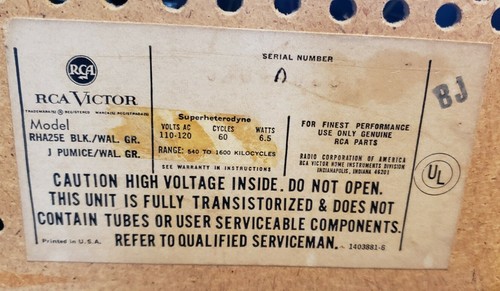 RCA
RCA VICTOR
TRADEMARK(S) ® REGISTERED MARCA(S) REGISTRADA(S)
Model
RHA25E BLK./WAL. GR.
J PUMICE/WAL. GR.
SERIAL NUMBER
A
Superheterodyne
VOLTS AC CYCLES WATTS
110-120 60 6.5
RANGE: 540 TO 1600 KILOCYCLES
SEE WARRANTY IN INSTRUCTIONS
FOR FINEST PERFORMANCE
USE ONLY GENUINE
RCA PARTS
RADIO CORPORATION OF AMERICA
RCA VICTOR HOME INSTRUMENTS DIVISION
INDIANAPOLIS, INDIANA 46201
BJ
UL
CAUTION HIGH VOLTAGE INSIDE. DO NOT OPEN.
THIS UNIT IS FULLY TRANSISTORIZED & DOES NOT
CONTAIN TUBES OR USER SERVICEABLE COMPONENTS.
REFER TO QUALIFIED SERVICEMAN.
Printed in U.S.A.
1403881-8